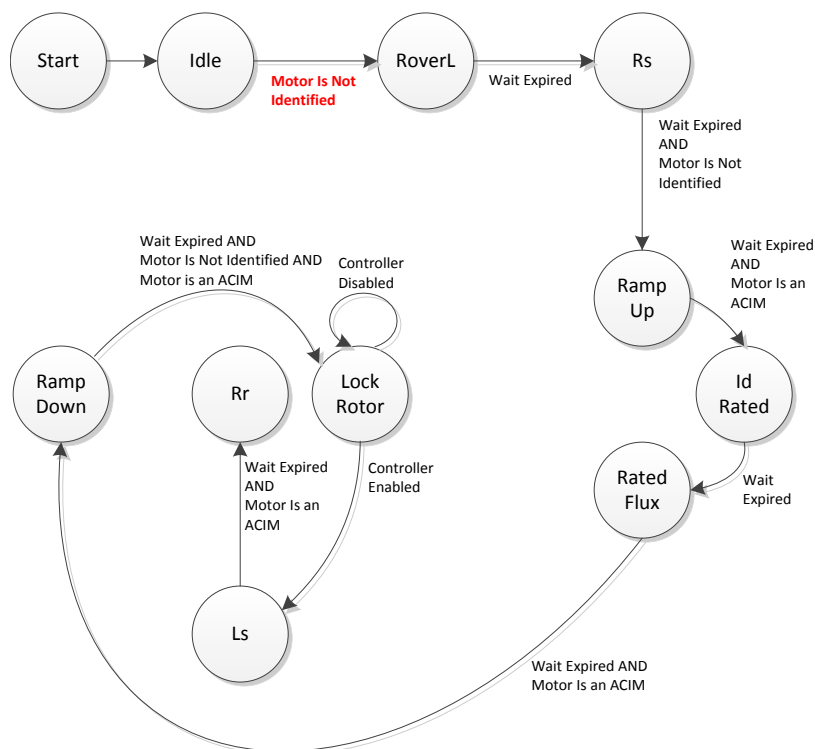 Start
Idle
RoverL
Rs
Motor Is Not
Identified
Wait Expired
Wait Expired
AND
Motor Is Not
Identified
Wait Expired AND
Motor Is Not Identified AND
Motor is an ACIM
Controller
Disabled
Ramp
Up
Wait Expired
AND
Motor Is an
ACIM
Ramp
Down
Rr
Lock
Rotor
Id
Rated
Wait Expired
AND
Motor Is an
ACIM
Controller
Enabled
Rated
Flux
Wait
Expired
Ls
Wait Expired AND
Motor Is an ACIM